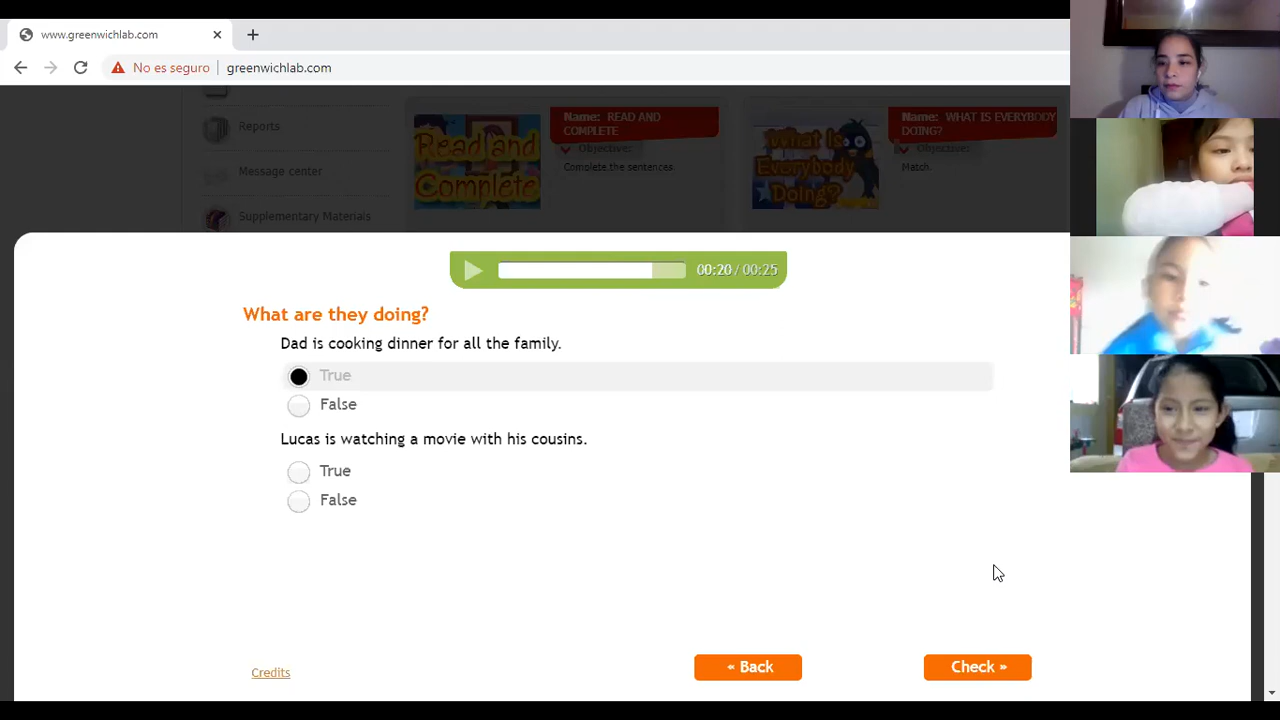 www.greenwichlab.com
No es seguro greenwichlab.com
Reports
Message center
Supplementary Materials
Read and Complete
Name: READ AND COMPLETE
Objective:
Complete the sentences
What Is Everybody Doing?
Name: WHAT IS EVERYBODY DOING?
Objective:
Match
00:20 / 00:25
What are they doing?
Dad is cooking dinner for all the family.
True
False
Lucas is watching a movie with his cousins.
True
False
Credits
« Back
Check »